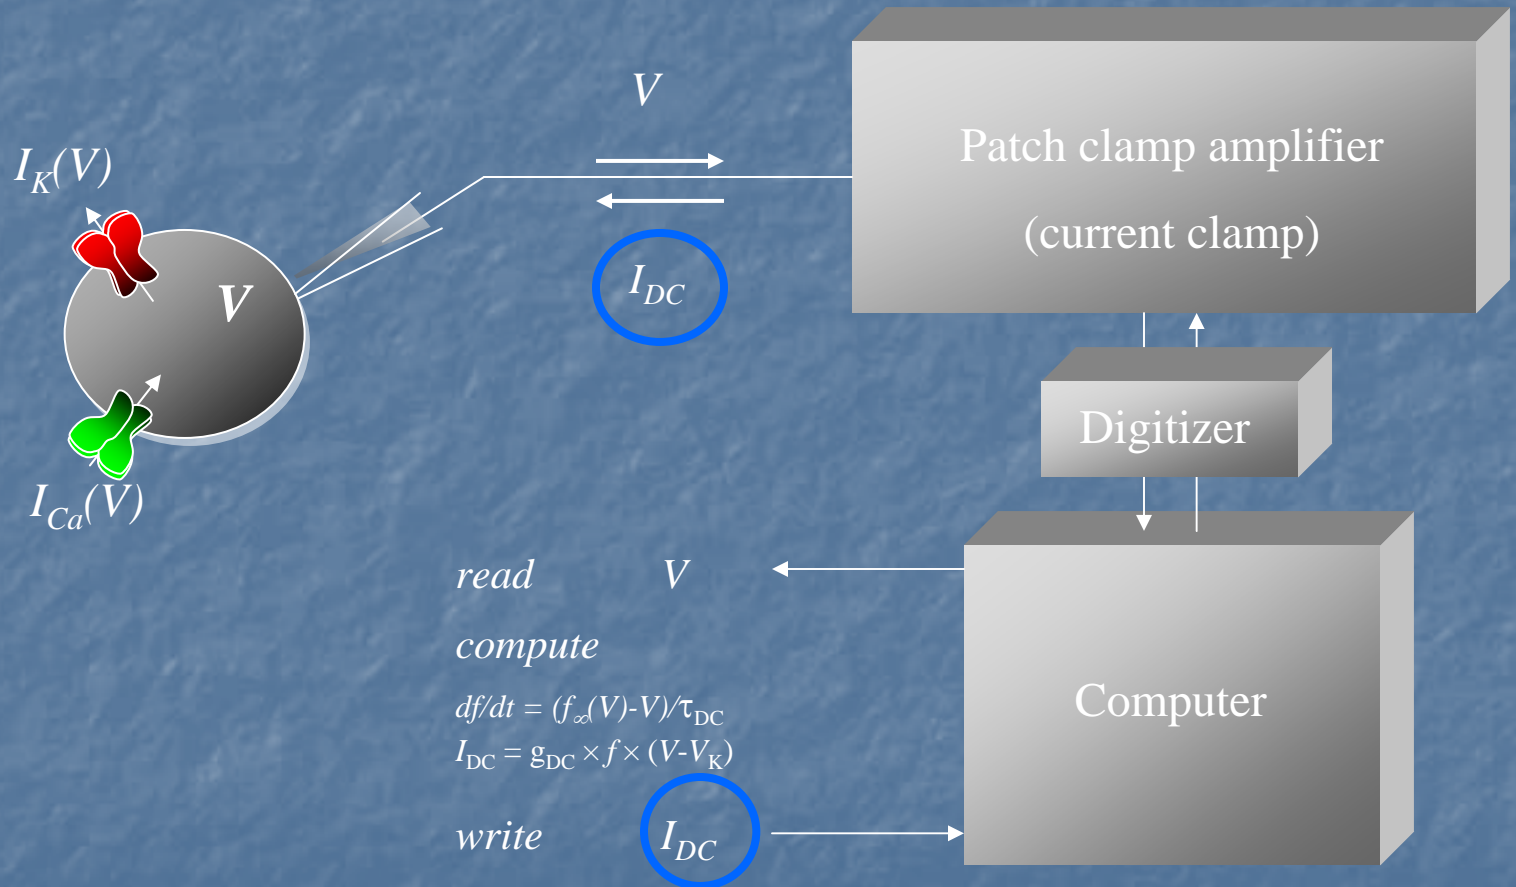 V
Patch clamp amplifier
(current clamp)
I_K(V)
V
I_DC
Digitizer
I_Ca(V)
read V
compute
df/dt = (f_∞(V)-V)/τ_DC
I_DC = g_DC × f × (V-V_K)
Computer
write I_DC